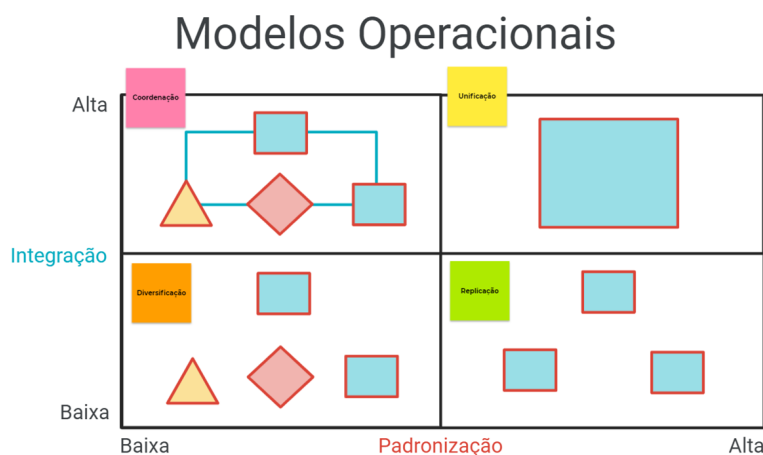 Modelos Operacionais
Coordenação
Unificação
Alta
Integração
Diversificação
Replicação
Baixa
Baixa
Padronização
Alta